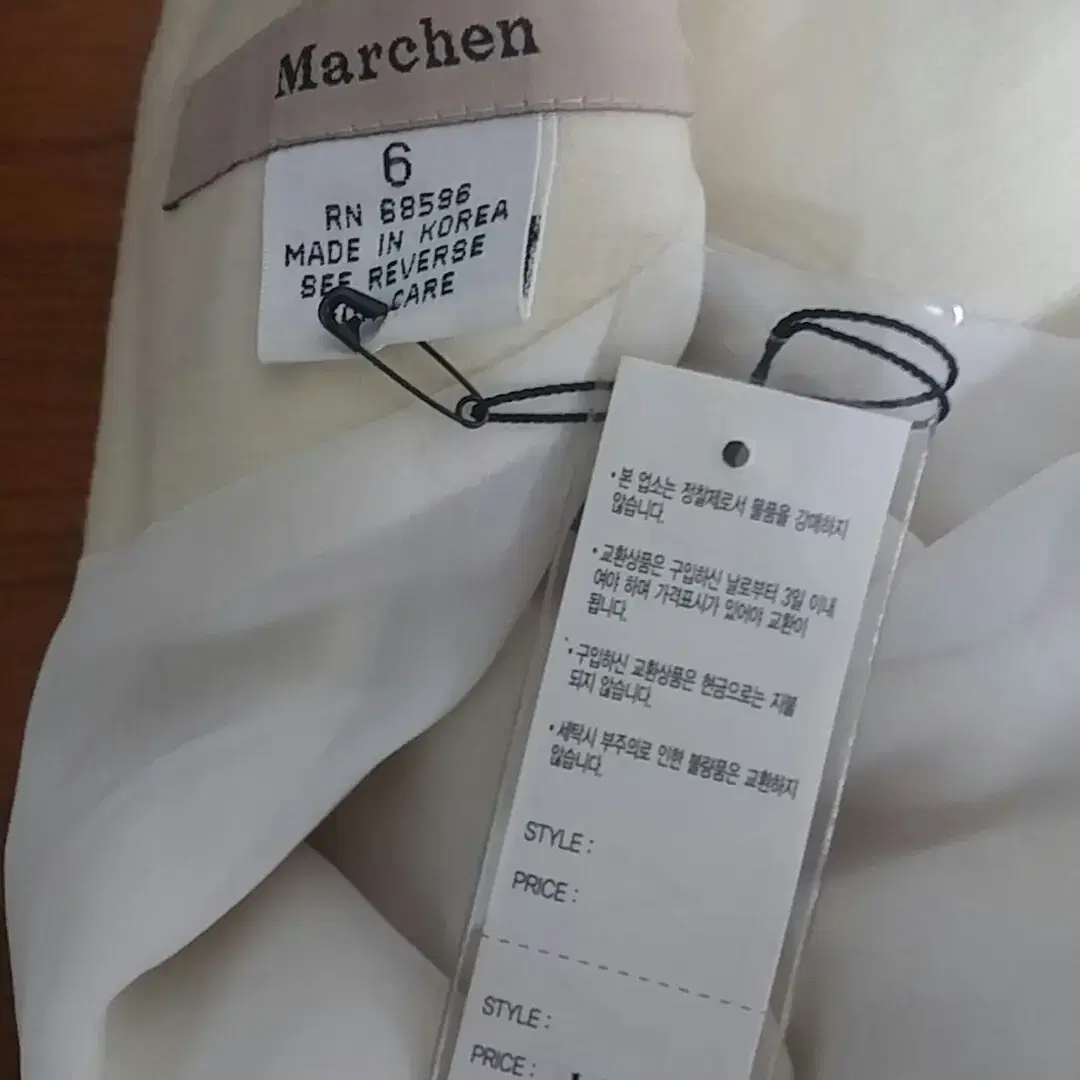 Marchen
6
RN 68596
MADE IN KOREA
SEE REVERSE
CARE
• 본 업소는 정찰제로서 물품을 강매하지
않습니다.
• 교환상품은 구입하신 날로부터 3일 이내
여야 하며 가격표시가 있어야 교환이
됩니다.
• 구입하신 교환상품은 현금으로는 지불
되지 않습니다.
• 세탁시 부주의로 인한 불량품은 교환하지
않습니다.
STYLE :
PRICE :
STYLE :
PRICE :